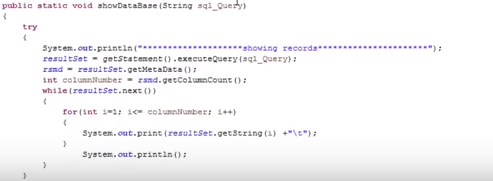 public static void showDataBase(String sql_Query)
{
try
{
System.out.println("********************showing records**********************");
resultSet = getStatement().executeQuery(sql_Query);
rsmd = resultSet.getMetaData();
int columnNumber = rsmd.getColumnCount();
while(resultSet.next())
{
for(int i=1; i<= columnNumber; i++)
{
System.out.print(resultSet.getString(i) +"\t");
}
System.out.println();
}
}